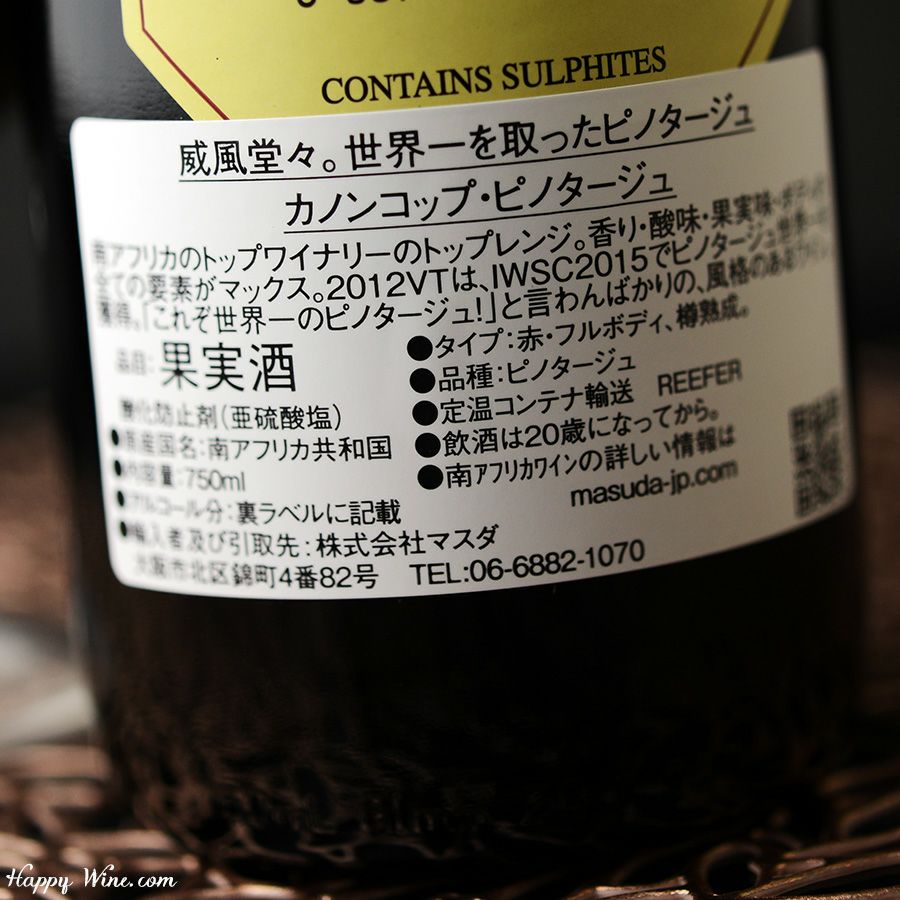 CONTAINS SULPHITES
威風堂々。世界一を取ったピノタージュ
カノンコップ・ピノタージュ
南アフリカのトップワイナリーのトップレンジ。香り・酸味・果実味・ボディと
全ての要素がマックス。2012VTは、IWSC2015でピノタージュ世界一を
獲得。「これぞ世界一のピノタージュ!」と言わんばかりの、風格のあるワイン。
品目:果実酒
酸化防止剤(亜硫酸塩)
●原産国名:南アフリカ共和国
●内容量:750ml
●アルコール分:裏ラベルに記載
●輸入者及び引取先:株式会社マスダ
大阪市北区錦町4番82号 TEL:06-6882-1070
●タイプ:赤・フルボディ、樽熟成。
●品種:ピノタージュ
●定温コンテナ輸送 REEFER
●飲酒は20歳になってから。
●南アフリカワインの詳しい情報は
masuda-jp.com
Happy Wine.com